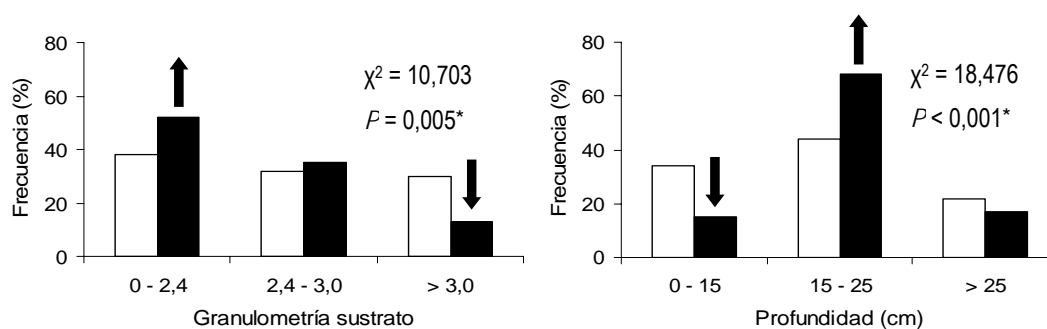 80
60
40
20
0
Frecuencia (%)
χ² = 10,703
P = 0,005*
0 - 2,4
2,4 - 3,0
> 3,0
Granulometría sustrato
80
60
40
20
0
Frecuencia (%)
χ² = 18,476
P < 0,001*
0 - 15
15 - 25
> 25
Profundidad (cm)